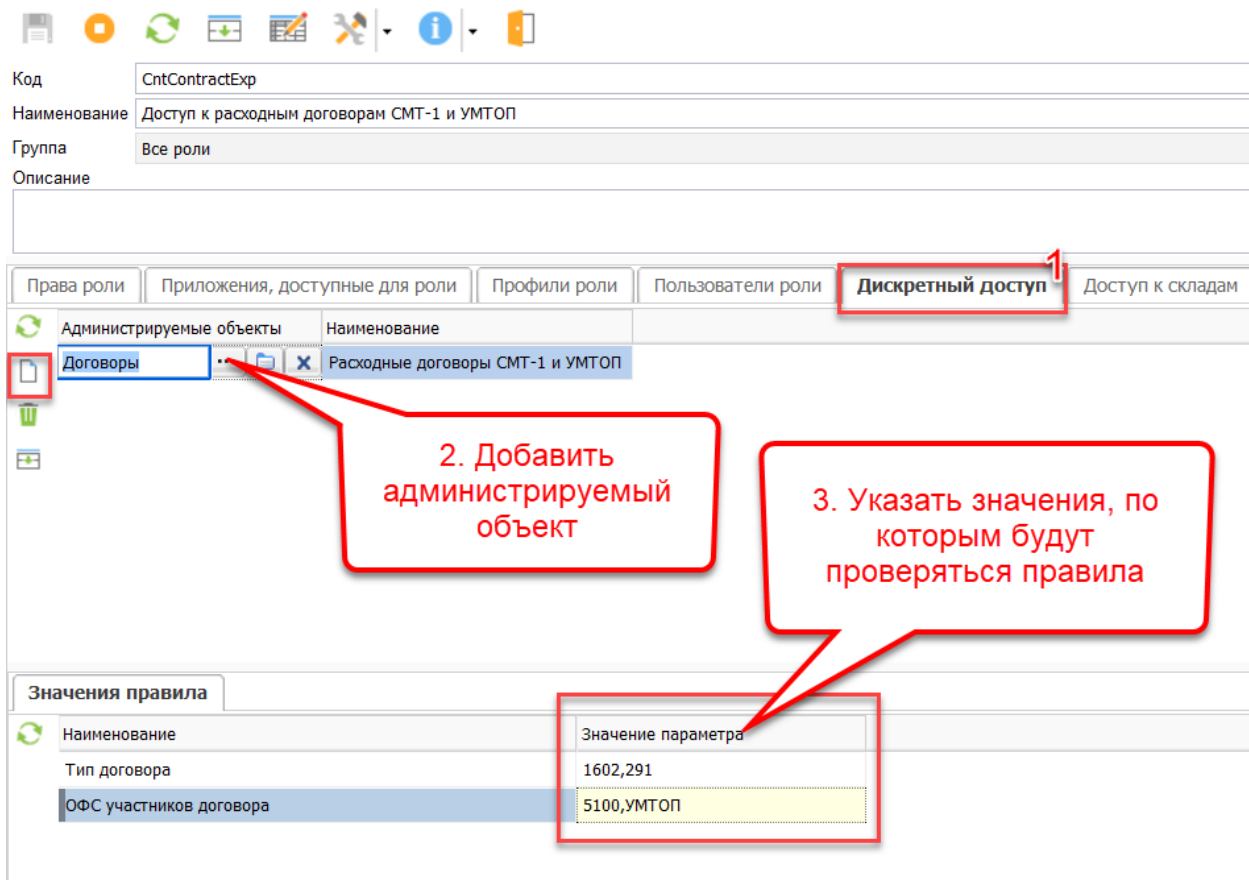 Код CntContractExp
Наименование Доступ к расходным договорам СМТ-1 и УМТОП
Группа Все роли
Описание
Права роли Приложения, доступные для роли Профили роли Пользователи роли Дискретный доступ 1 Доступ к складам
Администрируемые объекты Наименование
Договоры Расходные договоры СМТ-1 и УМТОП
2. Добавить
администрируемый
объект
3. Указать значения, по
которым будут
проверяться правила
Значения правила
Наименование Значение параметра
Тип договора 1602,291
ОФС участников договора 5100,УМТОП